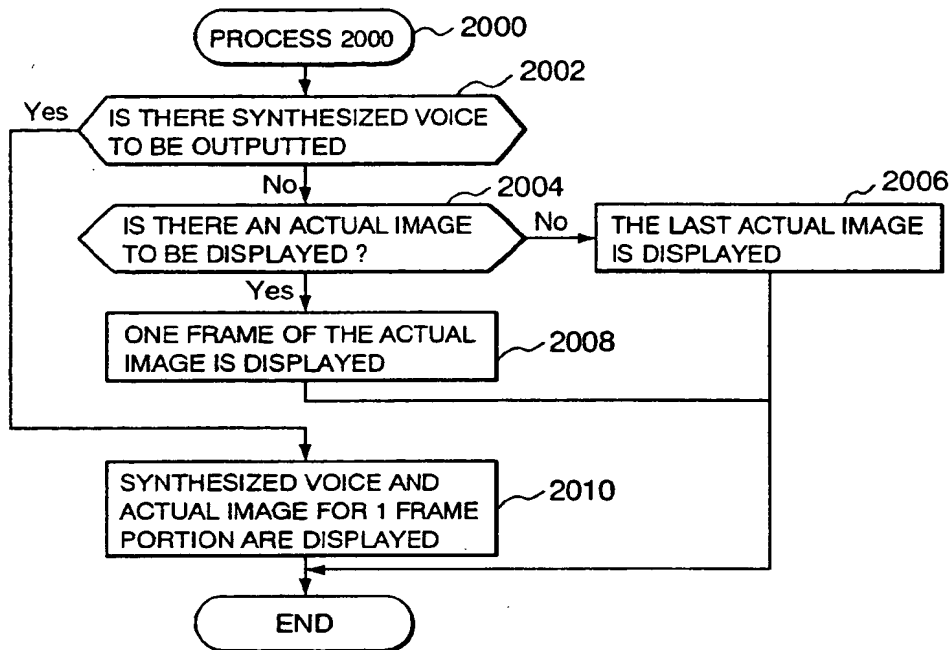 PROCESS 2000
2000
2002
Yes
IS THERE SYNTHESIZED VOICE
TO BE OUTPUTTED
No
2004
2006
IS THERE AN ACTUAL IMAGE
TO BE DISPLAYED ?
No
THE LAST ACTUAL IMAGE
IS DISPLAYED
Yes
ONE FRAME OF THE ACTUAL
IMAGE IS DISPLAYED
2008
SYNTHESIZED VOICE AND
ACTUAL IMAGE FOR 1 FRAME
PORTION ARE DISPLAYED
2010
END